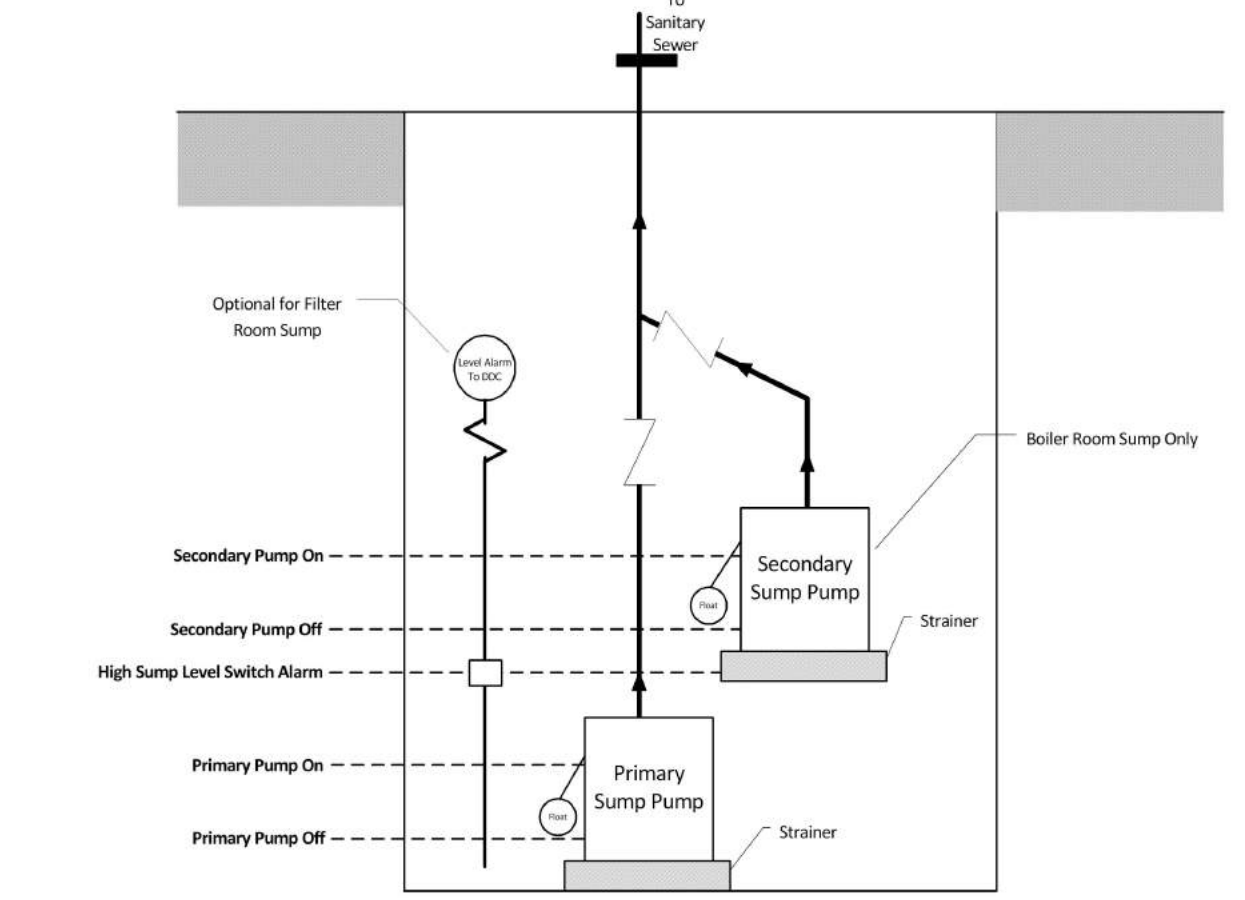 To
Sanitary
Sewer
Optional for Filter
Room Sump
Level Alarm
To DDC
Boiler Room Sump Only
Secondary Pump On
Secondary
Sump Pump
Float
Secondary Pump Off
Strainer
High Sump Level Switch Alarm
Primary Pump On
Primary
Sump Pump
Float
Primary Pump Off
Strainer